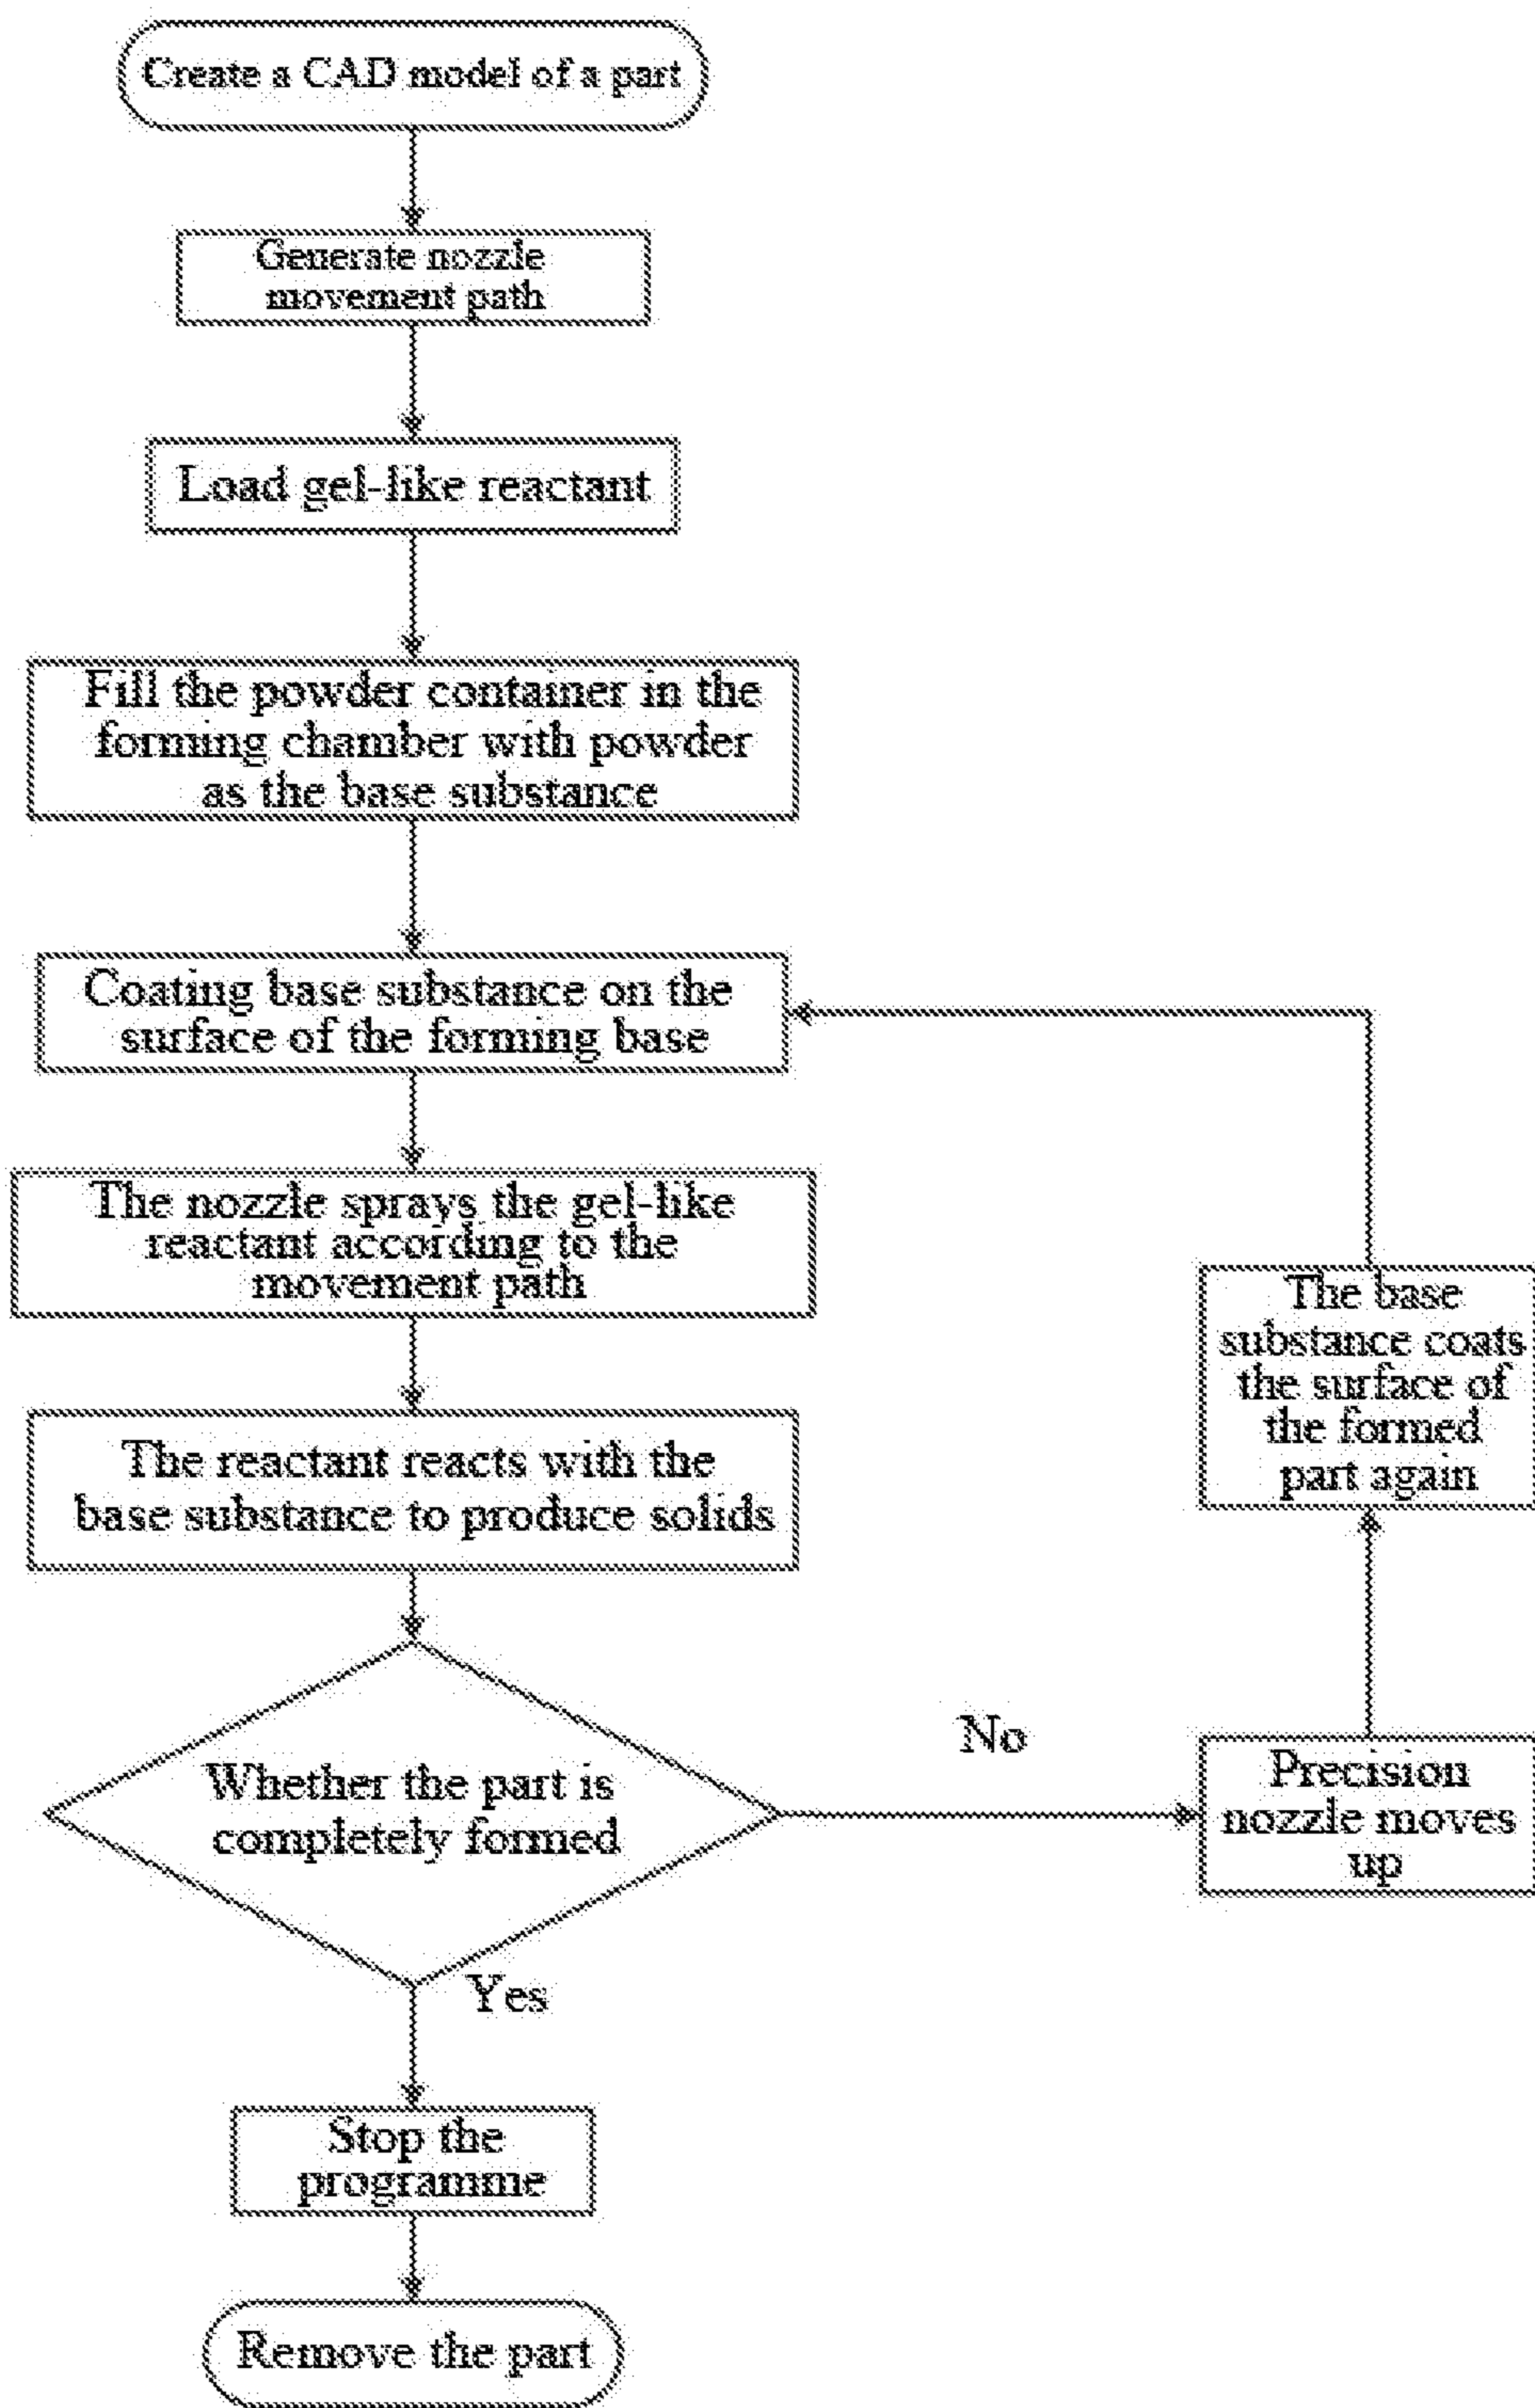 Create a CAD model of a part
Generate nozzle
movement path
Load gel-like reactant
Fill the powder container in the
forming chamber with powder
as the base substance
Coating base substance on the
surface of the forming base
The nozzle sprays the gel-like
reactant according to the
movement path
The reactant reacts with the
base substance to produce solids
Whether the part is
completely formed
No
Precision
nozzle moves
up
The base
substance coats
the surface of
the formed
part again
Yes
Stop the
programme
Remove the part